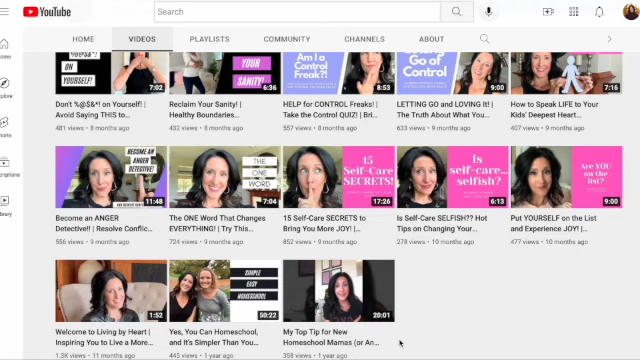 YouTube
Search
HOME VIDEOS PLAYLISTS COMMUNITY CHANNELS ABOUT
ome
plore
horts
criptions
ibrary
ON
YOURSELF!
7:02
YOUR
SANITY!
6:36
Am I a
Control
Freak?!
8:53
Go
of Control
9:00
7:16
Don't %@$&*! on Yourself! |
Avoid Saying THIS to...
481 views • 8 months ago
Reclaim Your Sanity! |
Healthy Boundaries...
432 views • 8 months ago
HELP for CONTROL Freaks! |
Take the Control QUIZ! | Bri...
557 views • 8 months ago
LETTING GO and LOVING It! |
The Truth About What You...
633 views • 9 months ago
How to Speak LIFE to Your
Kids' Deepest Heart...
407 views • 9 months ago
BECOME AN
ANGER
DETECTIVE!
11:48
THE
ONE
WORD
7:04
15
Self-Care
SECRETS!
17:26
Is
self-care...
selfish?
6:13
Are YOU
on the
list?
9:00
Become an ANGER
Detective!! | Resolve Conflic...
556 views • 9 months ago
The ONE Word That Changes
EVERYTHING! | Try This...
724 views • 9 months ago
15 Self-Care SECRETS to
Bring You More JOY! |...
852 views • 9 months ago
Is Self-Care SELFISH?? Hot
Tips on Changing Your...
278 views • 10 months ago
Put YOURSELF on the List
and Experience JOY! |...
477 views • 10 months ago
1:52
SIMPLE
EASY
HOMESCHOOL
50:22
20:01
Welcome to Living by Heart |
Inspiring You to Live a More...
1.3K views • 11 months ago
Yes, You Can Homeschool,
and It's Simpler Than You
445 views • 1 year ago
My Top Tip for New
Homeschool Mamas (or An...
358 views • 1 year ago